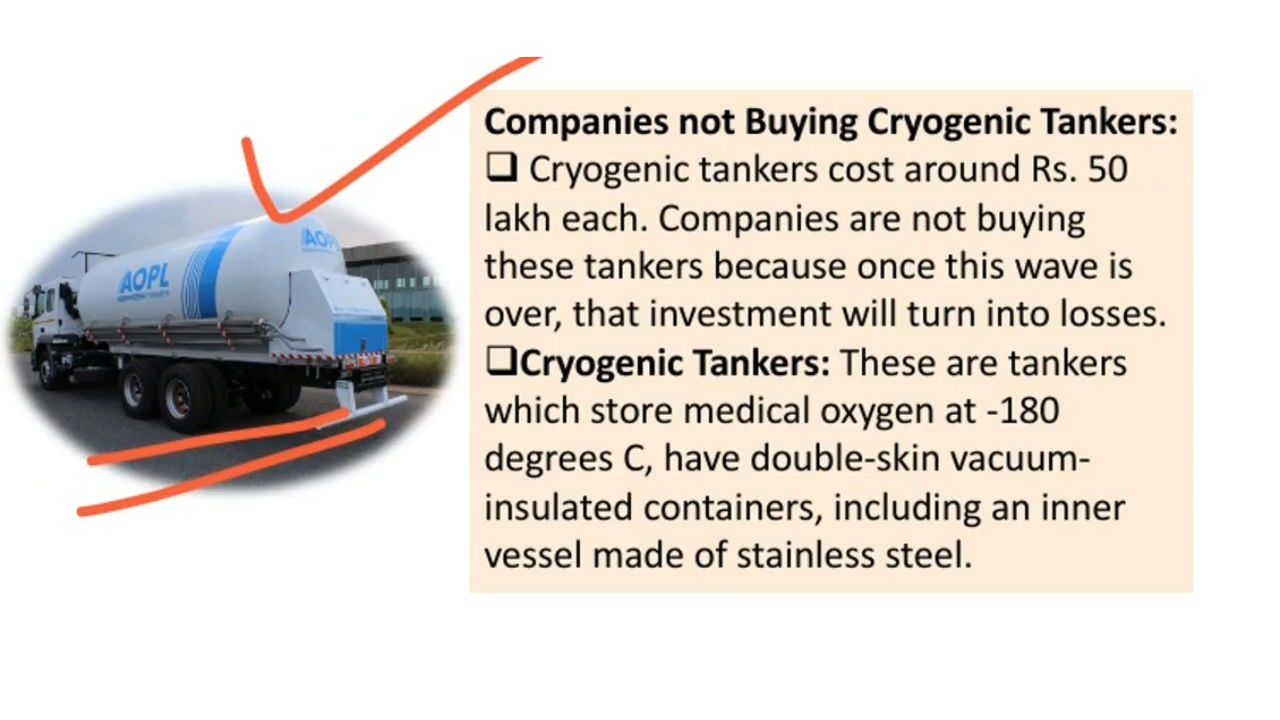 AOPL
AOPL
Companies not Buying Cryogenic Tankers:
❑ Cryogenic tankers cost around Rs. 50
lakh each. Companies are not buying
these tankers because once this wave is
over, that investment will turn into losses.
❑Cryogenic Tankers: These are tankers
which store medical oxygen at -180
degrees C, have double-skin vacuum-
insulated containers, including an inner
vessel made of stainless steel.